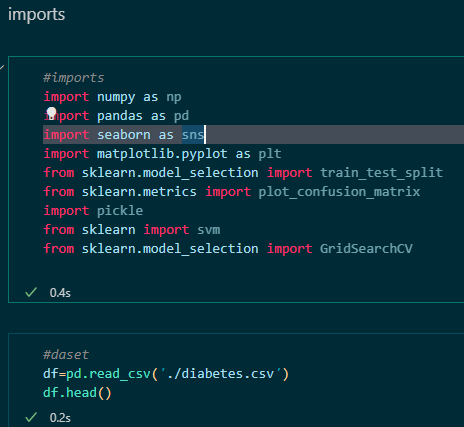 imports
#imports
import numpy as np
import pandas as pd
import seaborn as sns
import matplotlib.pyplot as plt
from sklearn.model_selection import train_test_split
from sklearn.metrics import plot_confusion_matrix
import pickle
from sklearn import svm
from sklearn.model_selection import GridSearchCV
0.4s
#daset
df=pd.read_csv('./diabetes.csv')
df.head()
0.2s